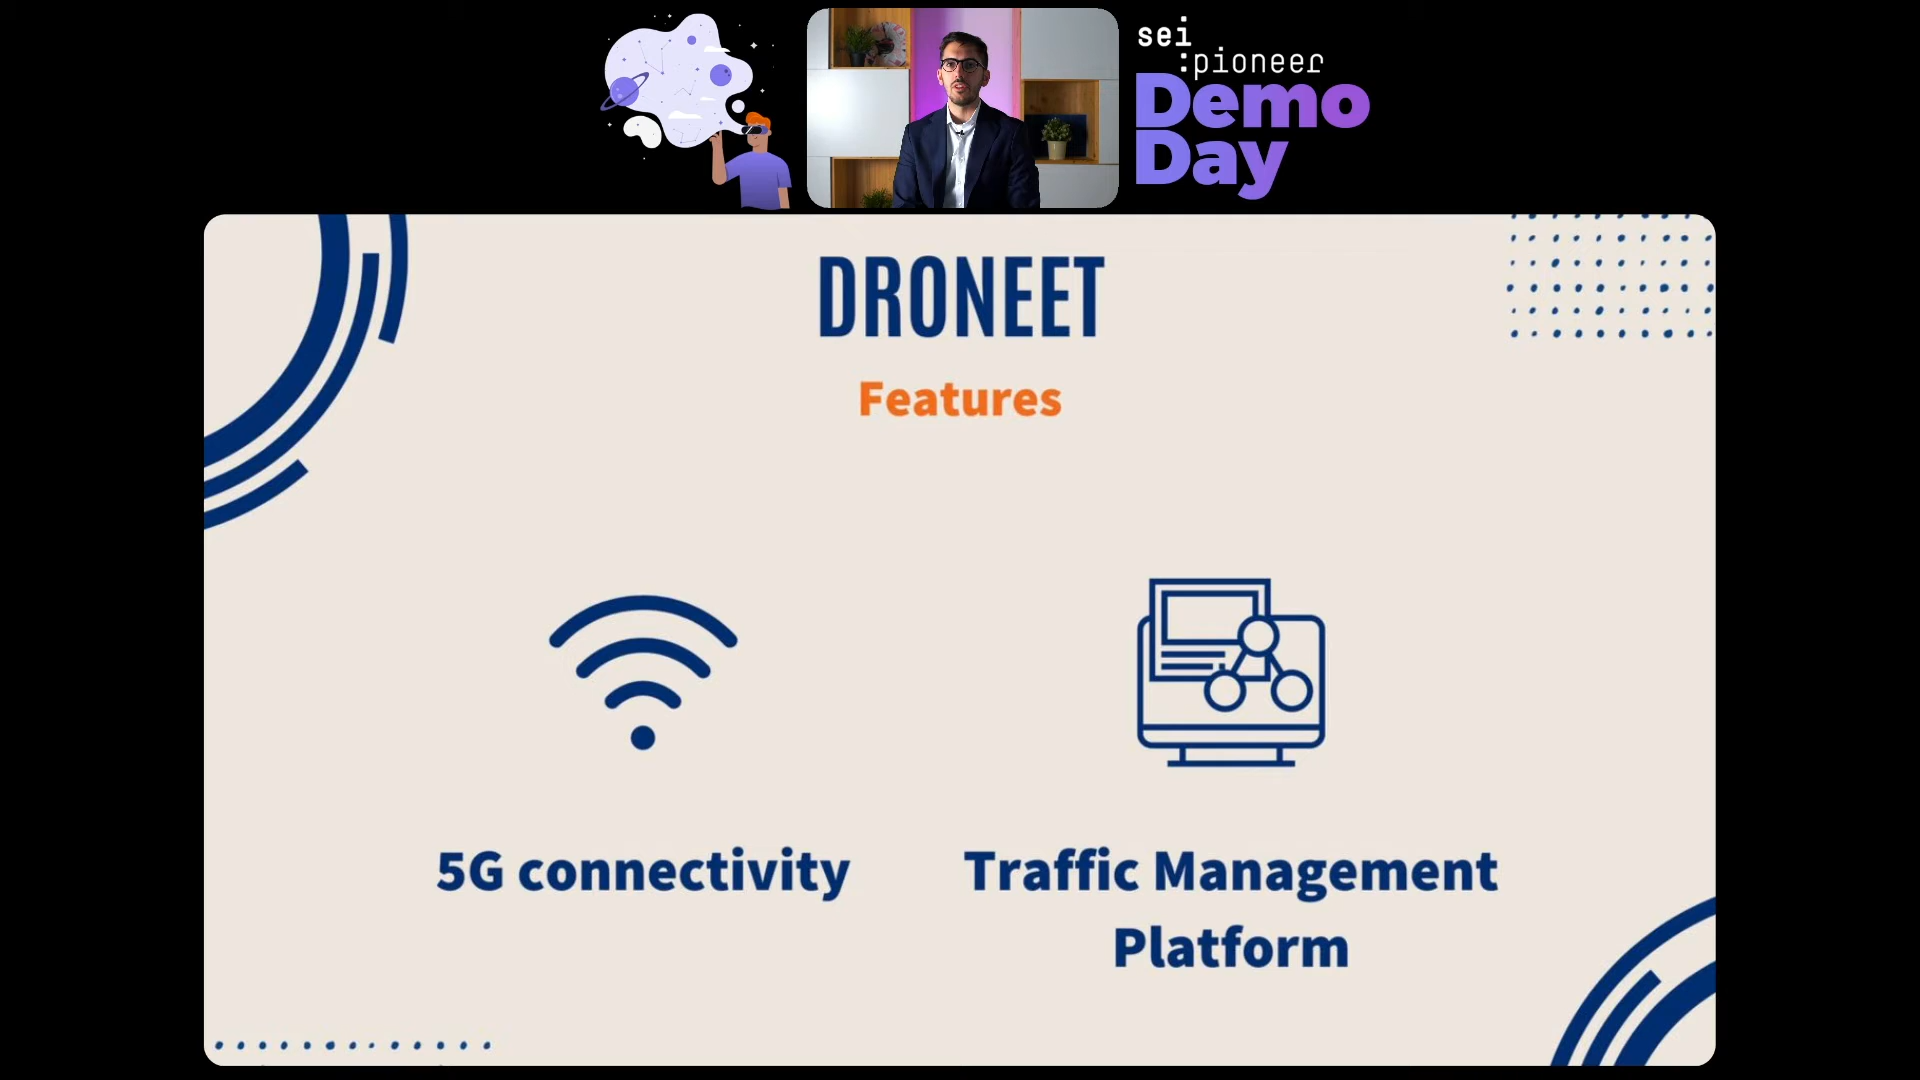 sei
:pioneer
Demo
Day
DRONEET
Features
5G connectivity
Traffic Management
Platform